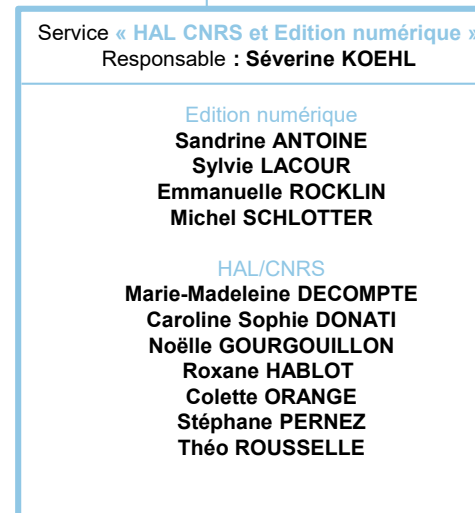 Service « HAL CNRS et Edition numérique »
Responsable : Séverine KOEHL
Edition numérique
Sandrine ANTOINE
Sylvie LACOUR
Emmanuelle ROCKLIN
Michel SCHLOTTER
HAL/CNRS
Marie-Madeleine DECOMPTE
Caroline Sophie DONATI
Noëlle GOURGOUILLON
Roxane HABLOT
Colette ORANGE
Stéphane PERNEZ
Théo ROUSSELLE